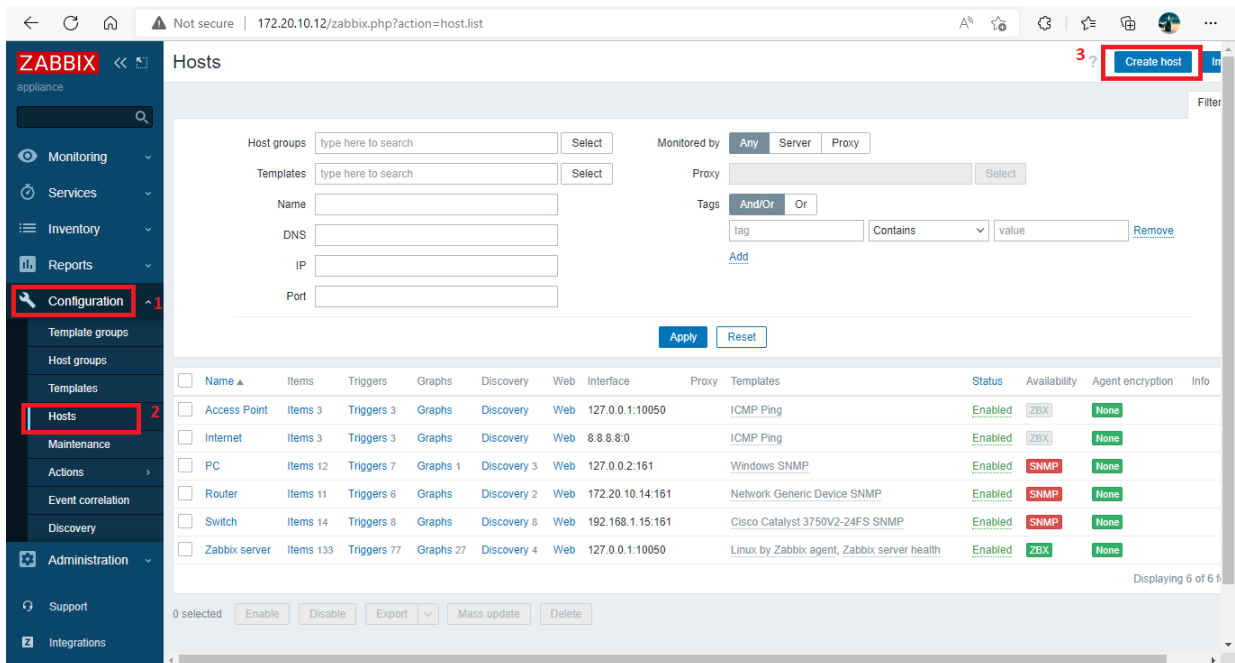 Not secure 172.20.10.12/zabbix.php?action=host.list
ZABBIX
appliance
Monitoring
Services
Inventory
Reports
Configuration 1
Template groups
Host groups
Templates
Hosts 2
Maintenance
Actions
Event correlation
Discovery
Administration
Support
Integrations
Hosts
3 ? Create host
Filter
Host groups type here to search Select
Templates type here to search Select
Name
DNS
IP
Port
Monitored by Any Server Proxy
Proxy Select
Tags And/Or Or
tag Contains value Remove
Add
Apply Reset
Name Items Triggers Graphs Discovery Web Interface Proxy Templates Status Availability Agent encryption Info
Access Point Items 3 Triggers 3 Graphs Discovery Web 127.0.0.1:10050 ICMP Ping Enabled ZBX None
Internet Items 3 Triggers 3 Graphs Discovery Web 8.8.8.8:0 ICMP Ping Enabled ZBX None
PC Items 12 Triggers 7 Graphs 1 Discovery 3 Web 127.0.0.2:161 Windows SNMP Enabled SNMP None
Router Items 11 Triggers 6 Graphs Discovery 2 Web 172.20.10.14:161 Network Generic Device SNMP Enabled SNMP None
Switch Items 14 Triggers 8 Graphs Discovery 8 Web 192.168.1.15:161 Cisco Catalyst 3750V2-24FS SNMP Enabled SNMP None
Zabbix server Items 133 Triggers 77 Graphs 27 Discovery 4 Web 127.0.0.1:10050 Linux by Zabbix agent, Zabbix server health Enabled ZBX None
Displaying 6 of 6
0 selected Enable Disable Export Mass update Delete